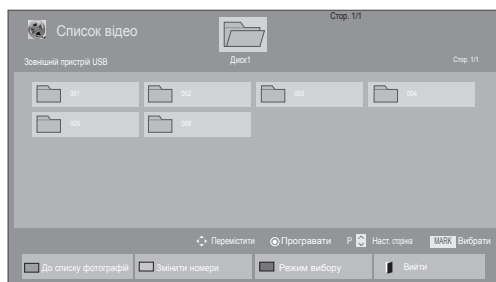 Стор. 1/1
Список відео
Зовнішній пристрій USB
Диск1
Стор. 1/1
001 002 003 004
005 006
Перемістити Програвати P Наст. сторіна MARK Вибрати
До списку фотографій Змінити номери Режим вибору Вийти